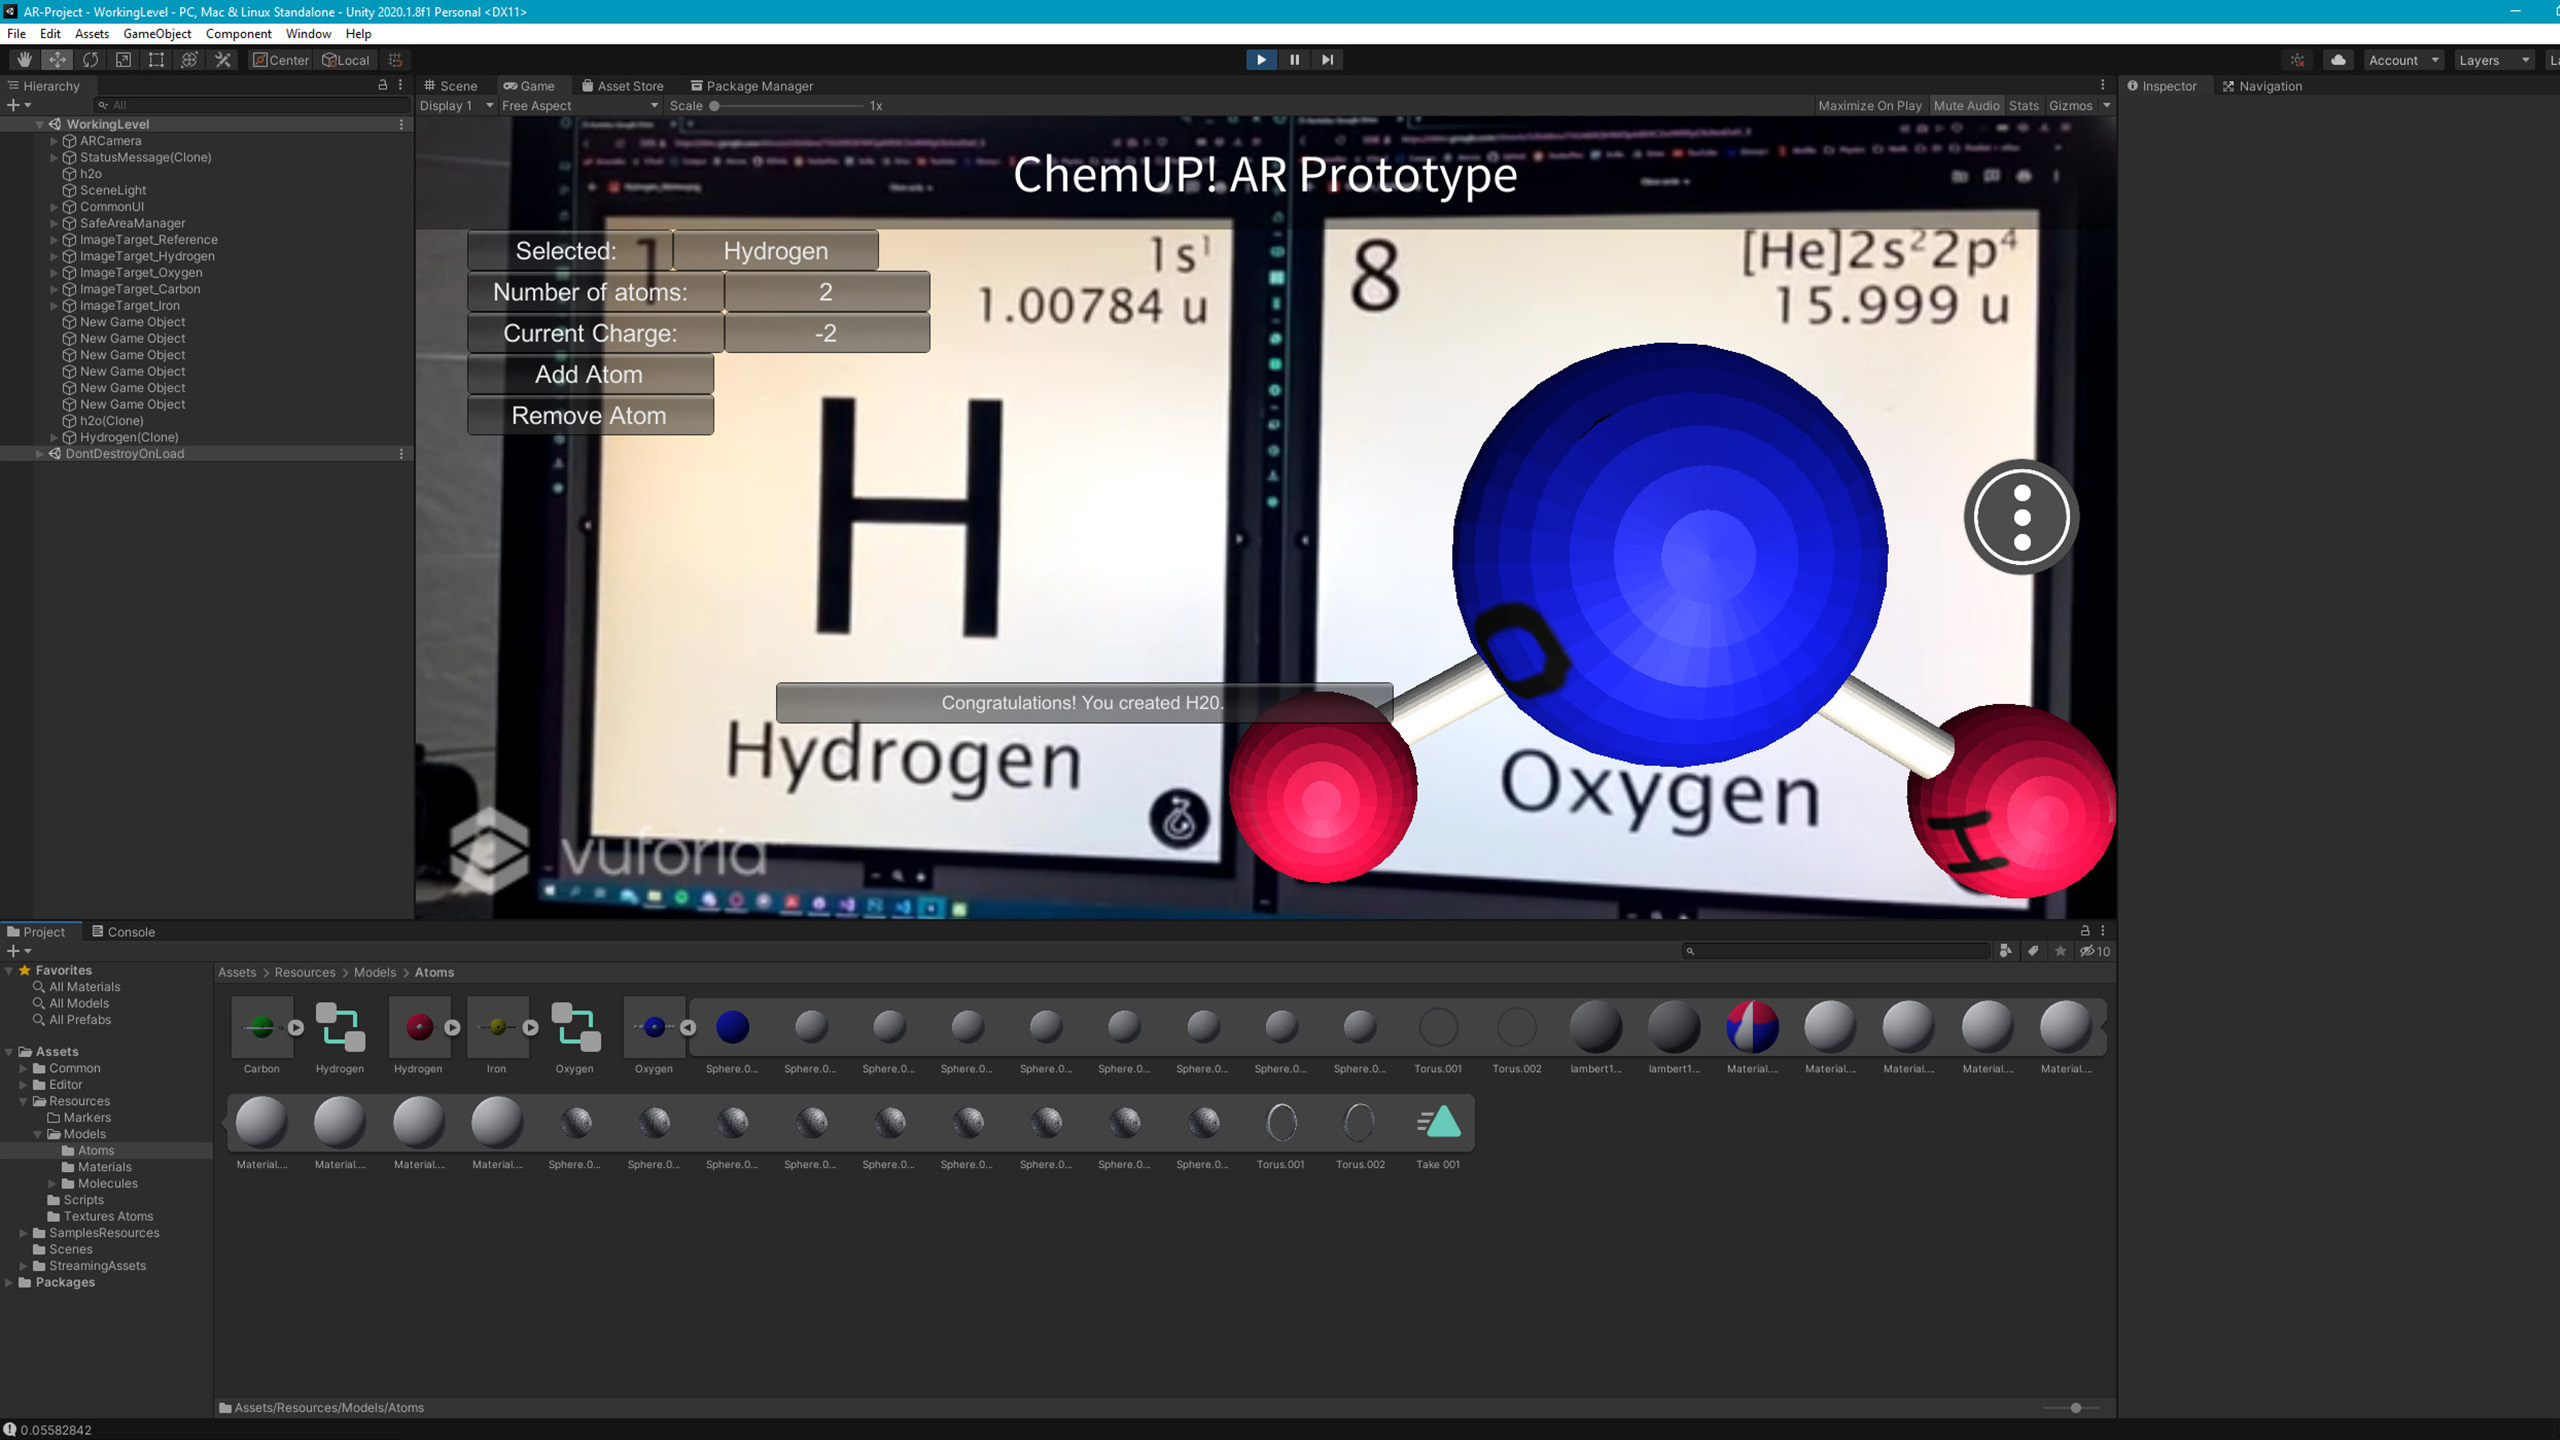 AR-Project - WorkingLevel - PC, Mac & Linux Standalone - Unity 2020.1.8f1 Personal <DX11>
File Edit Assets GameObject Component Window Help
Center Local Account Layers
Hierarchy
All
WorkingLevel
ARCamera
StatusMessage(Clone)
h2o
SceneLight
CommonUI
SafeAreaManager
ImageTarget_Reference
ImageTarget_Hydrogen
ImageTarget_Oxygen
ImageTarget_Carbon
ImageTarget_Iron
New Game Object
New Game Object
New Game Object
New Game Object
New Game Object
New Game Object
h2o(Clone)
Hydrogen(Clone)
DontDestroyOnLoad
Scene Game Asset Store Package Manager
Display 1 Free Aspect Scale 1x Maximize On Play Mute Audio Stats Gizmos
ChemUP! AR Prototype
Selected: Hydrogen
Number of atoms: 2
Current Charge: -2
Add Atom
Remove Atom
1
1s¹
1.00784 u
H
Hydrogen
8
[He]2s²2p⁴
15.999 u
O
H
Oxygen
Congratulations! You created H20.
vuforia
Inspector Navigation
Project Console
10
Favorites
All Materials
All Models
All Prefabs
Assets
Common
Editor
Resources
Markers
Models
Atoms
Materials
Molecules
Scripts
Textures Atoms
SamplesResources
Scenes
StreamingAssets
Packages
Assets > Resources > Models > Atoms
Carbon Hydrogen Hydrogen Iron Oxygen Oxygen Sphere.0... Sphere.0... Sphere.0... Sphere.0... Sphere.0... Sphere.0... Sphere.0... Sphere.0... Sphere.0... Torus.001 Torus.002 lambert1... lambert1... Material.... Material.... Material.... Material.... Material....
Material.... Material.... Material.... Material.... Sphere.0... Sphere.0... Sphere.0... Sphere.0... Sphere.0... Sphere.0... Sphere.0... Sphere.0... Sphere.0... Torus.001 Torus.002 Take 001
Assets/Resources/Models/Atoms
0.05582842